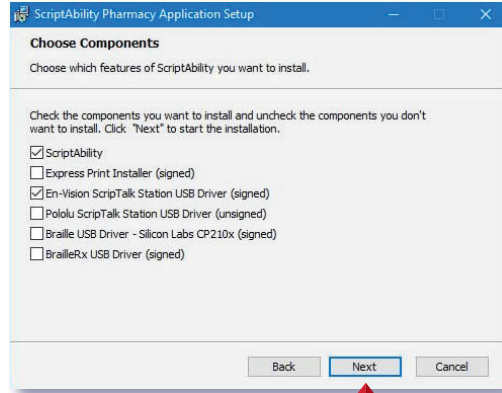 ScriptAbility Pharmacy Application Setup
Choose Components
Choose which features of ScriptAbility you want to install.
Check the components you want to install and uncheck the components you don't
want to install. Click "Next" to start the installation.
ScriptAbility
Express Print Installer (signed)
En-Vision ScripTalk Station USB Driver (signed)
Pololu ScripTalk Station USB Driver (unsigned)
Braille USB Driver - Silicon Labs CP210x (signed)
BrailleRx USB Driver (signed)
Back Next Cancel